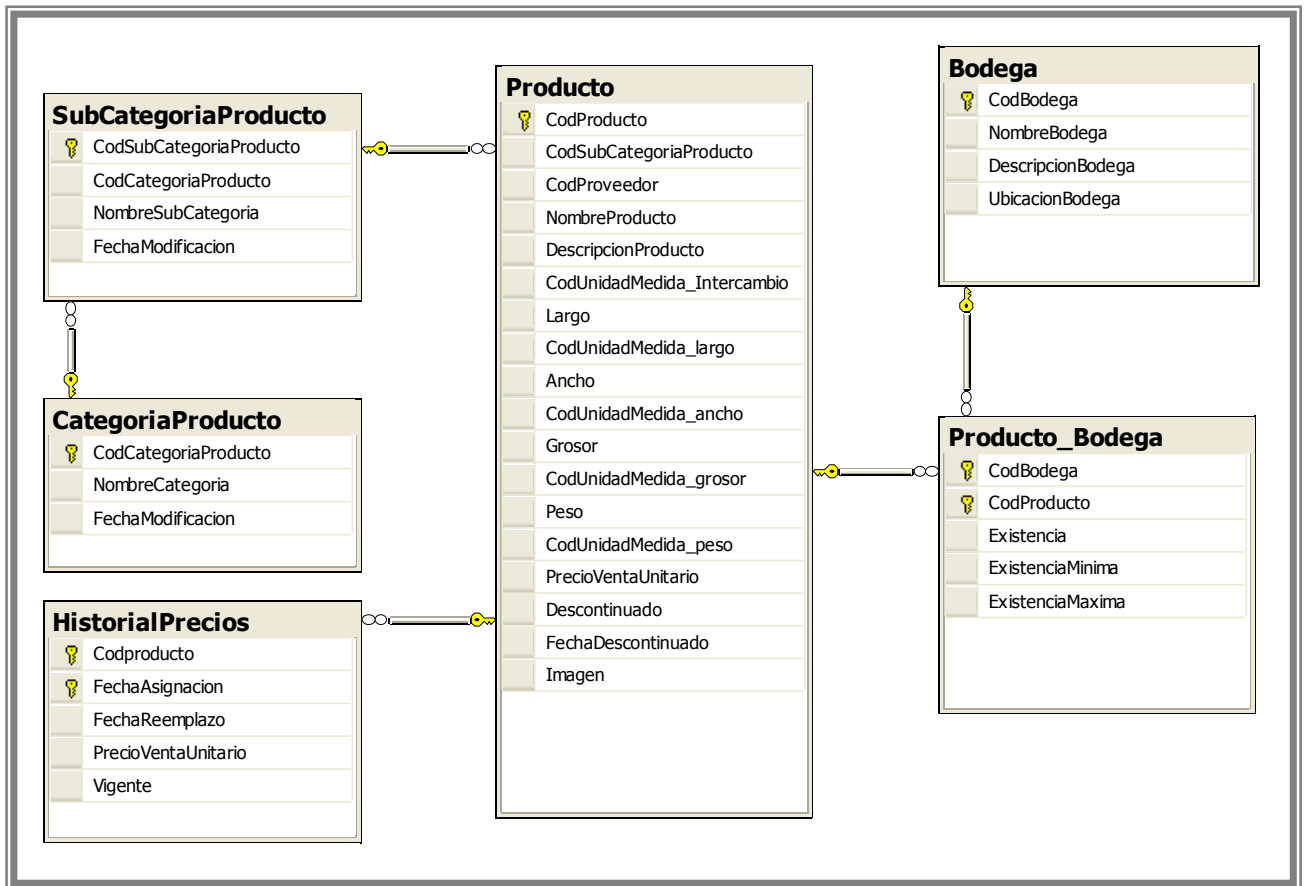 SubCategoriaProducto
CodSubCategoriaProducto
CodCategoriaProducto
NombreSubCategoria
FechaModificacion
CategoriaProducto
CodCategoriaProducto
NombreCategoria
FechaModificacion
HistorialPrecios
Codproducto
FechaAsignacion
FechaReemplazo
PrecioVentaUnitario
Vigente
Producto
CodProducto
CodSubCategoriaProducto
CodProveedor
NombreProducto
DescripcionProducto
CodUnidadMedida_Intercambio
Largo
CodUnidadMedida_largo
Ancho
CodUnidadMedida_ancho
Grosor
CodUnidadMedida_grosor
Peso
CodUnidadMedida_peso
PrecioVentaUnitario
Descontinuado
FechaDescontinuado
Imagen
Bodega
CodBodega
NombreBodega
DescripcionBodega
UbicacionBodega
Producto_Bodega
CodBodega
CodProducto
Existencia
ExistenciaMinima
ExistenciaMaxima